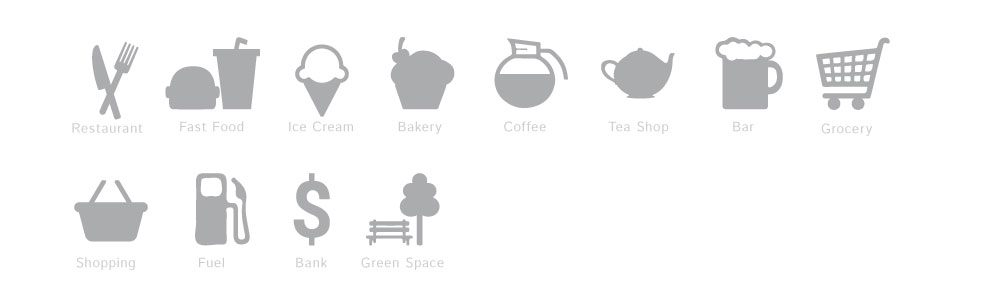 Restaurant
Fast Food
Ice Cream
Bakery
Coffee
Tea Shop
Bar
Grocery
Shopping
Fuel
$
Bank
Green Space